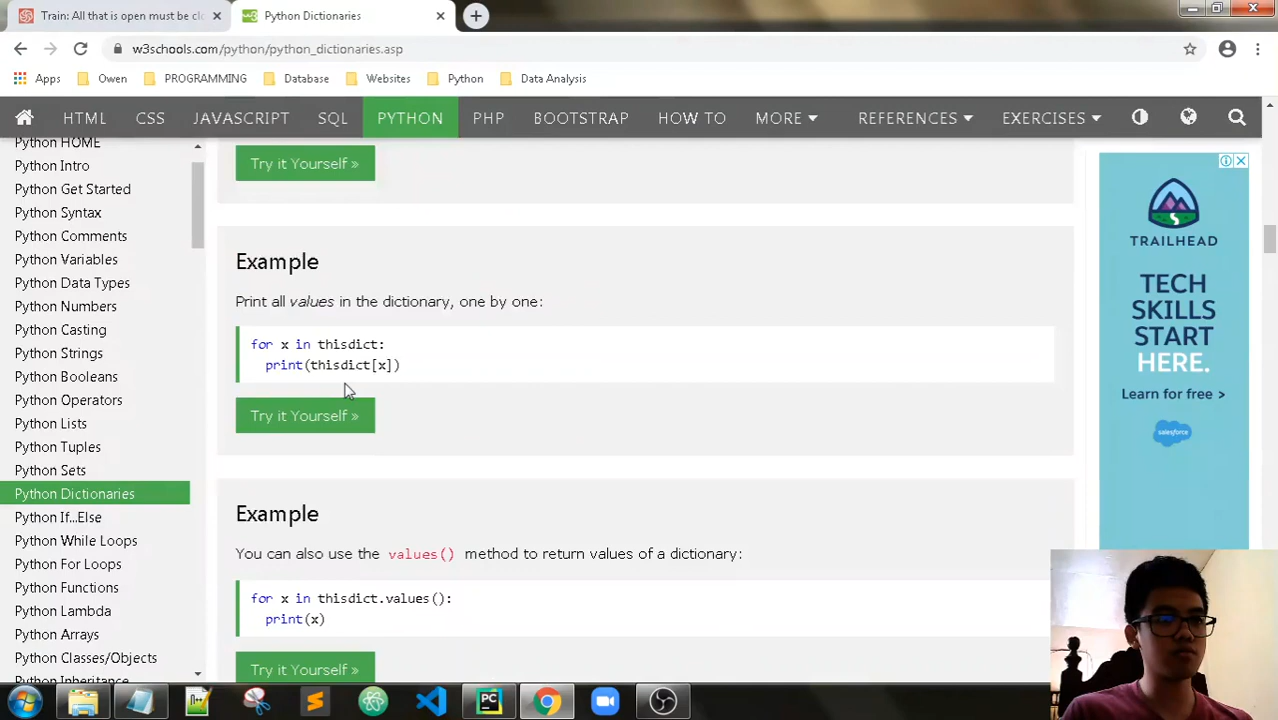 Train: All that is open must be cl
Python Dictionaries
w3schools.com/python/python_dictionaries.asp
Apps
Owen
PROGRAMMING
Database
Websites
Python
Data Analysis
HTML
CSS
JAVASCRIPT
SQL
PYTHON
PHP
BOOTSTRAP
HOW TO
MORE
REFERENCES
EXERCISES
Python HOME
Python Intro
Python Get Started
Python Syntax
Python Comments
Python Variables
Python Data Types
Python Numbers
Python Casting
Python Strings
Python Booleans
Python Operators
Python Lists
Python Tuples
Python Sets
Python Dictionaries
Python If...Else
Python While Loops
Python For Loops
Python Functions
Python Lambda
Python Arrays
Python Classes/Objects
Python Inheritance
Try it Yourself »
Example
Print all values in the dictionary, one by one:
for x in thisdict:
print(thisdict[x])
Try it Yourself »
Example
You can also use the values() method to return values of a dictionary:
for x in thisdict.values():
print(x)
Try it Yourself »
TRAILHEAD
TECH
SKILLS
START
HERE.
Learn for free >
salesforce
PC